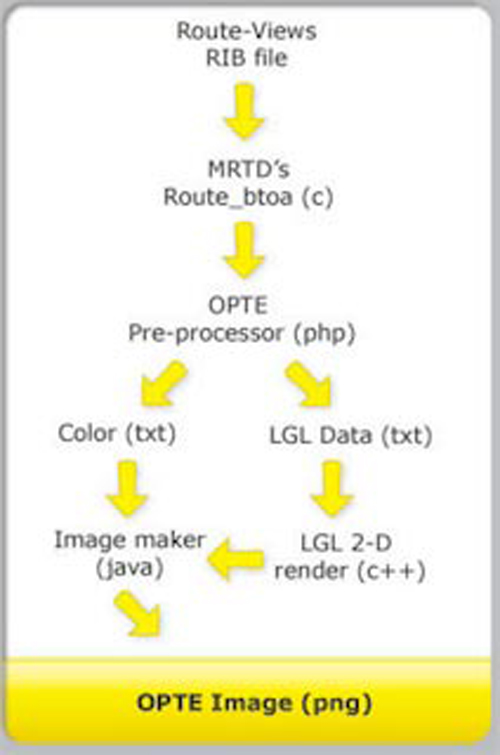 Route-Views
RIB file
MRTD's
Route_btoa (c)
OPTE
Pre-processor (php)
Color (txt)
LGL Data (txt)
Image maker
(java)
LGL 2-D
render (c++)
OPTE Image (png)